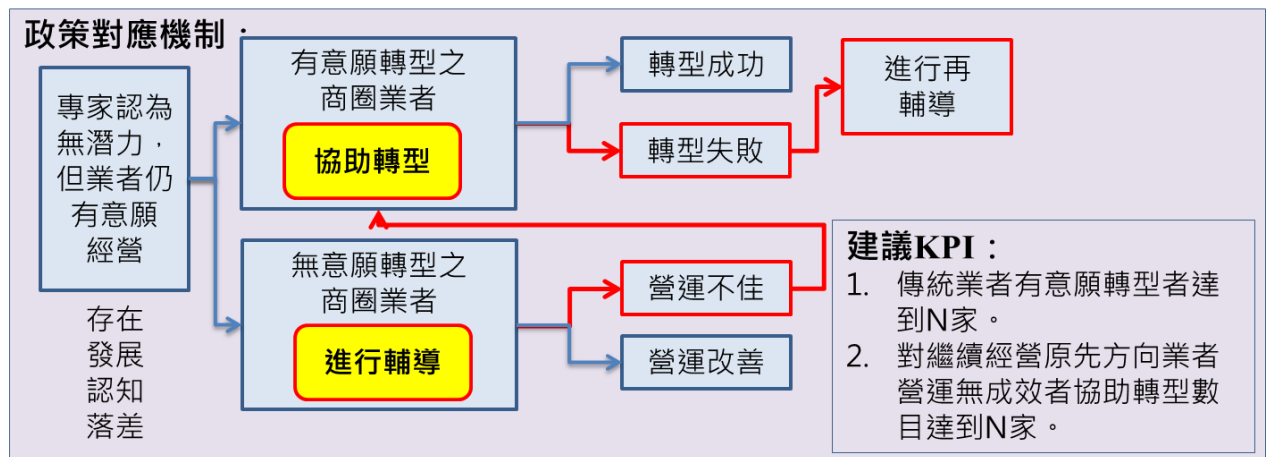 政策對應機制：
專家認為
無潛力，
但業者仍
有意願
經營
存在
發展
認知
落差
有意願轉型之
商圈業者
協助轉型
轉型成功
轉型失敗
進行再
輔導
無意願轉型之
商圈業者
進行輔導
營運不佳
營運改善
建議KPI：
1. 傳統業者有意願轉型者達
到N家。
2. 對繼續經營原先方向業者
營運無成效者協助轉型數
目達到N家。